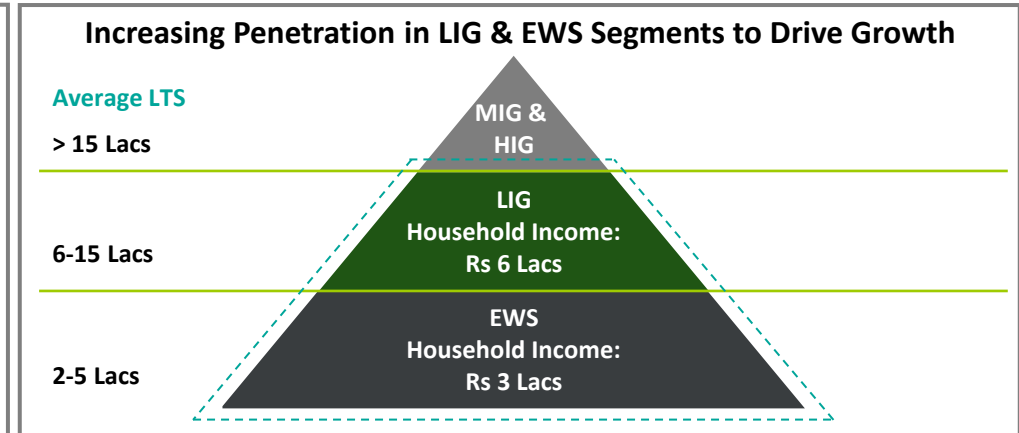 Increasing Penetration in LIG & EWS Segments to Drive Growth
Average LTS
> 15 Lacs
MIG &
HIG
6-15 Lacs
LIG
Household Income:
Rs 6 Lacs
2-5 Lacs
EWS
Household Income:
Rs 3 Lacs